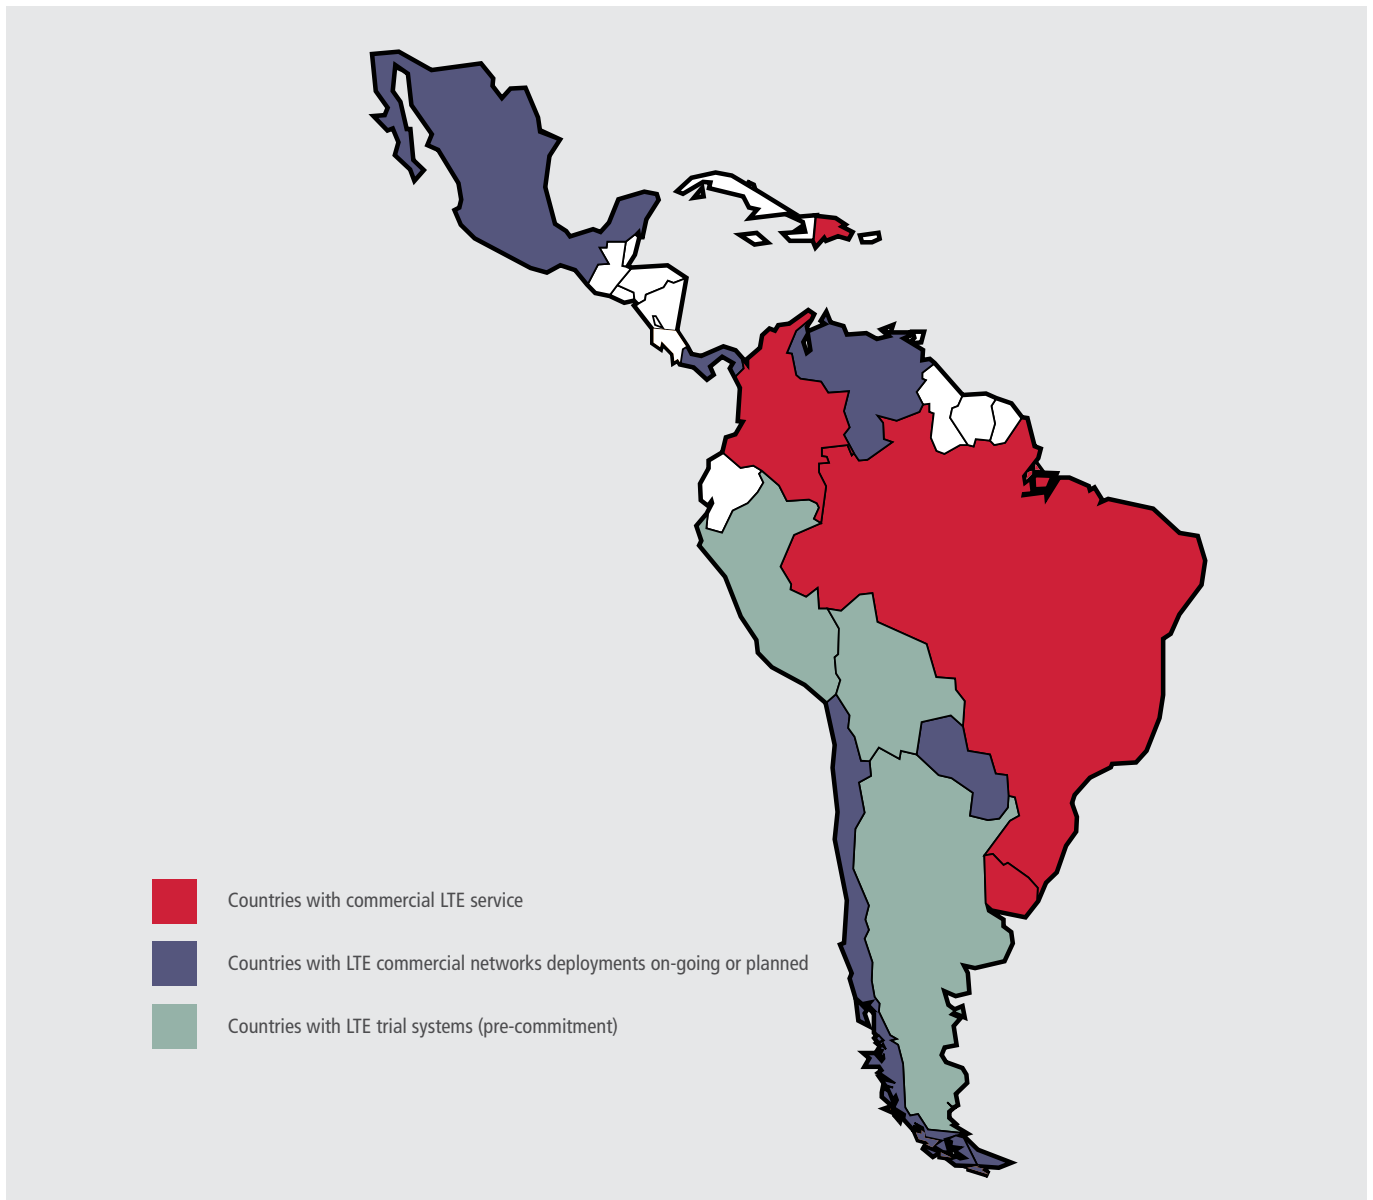 Countries with commercial LTE service
Countries with LTE commercial networks deployments on-going or planned
Countries with LTE trial systems (pre-commitment)